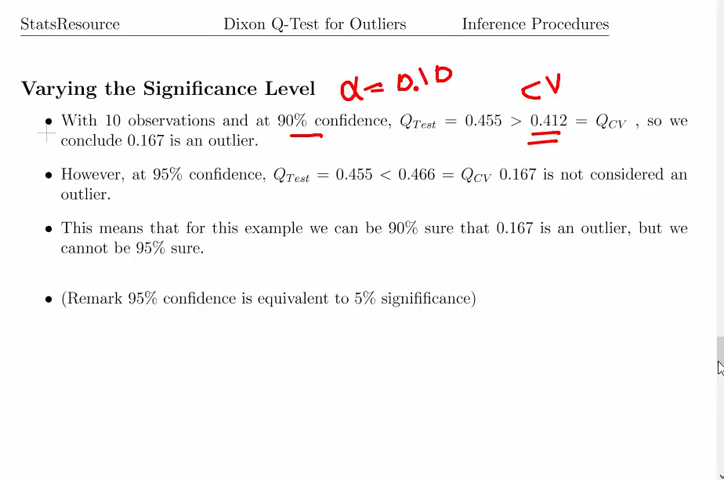 StatsResource Dixon Q-Test for Outliers Inference Procedures
Varying the Significance Level α = 0.10 CV
• With 10 observations and at 90% confidence, Q_Test = 0.455 > 0.412 = Q_CV , so we
conclude 0.167 is an outlier.
• However, at 95% confidence, Q_Test = 0.455 < 0.466 = Q_CV 0.167 is not considered an
outlier.
• This means that for this example we can be 90% sure that 0.167 is an outlier, but we
cannot be 95% sure.
• (Remark 95% confidence is equivalent to 5% signifificance)